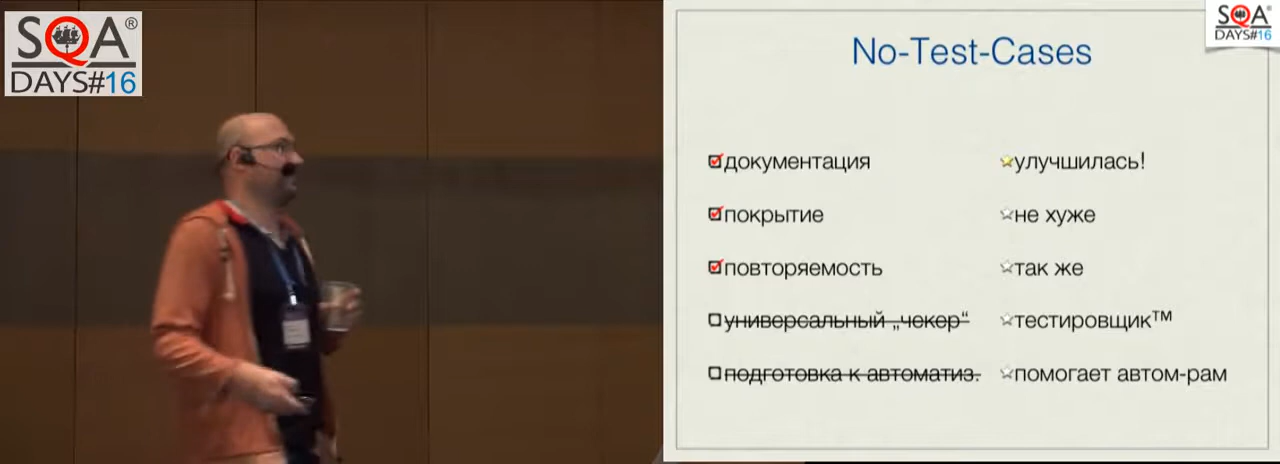 SQA®
DAYS#16
SQA®
DAYS#16
No-Test-Cases
документация улучшилась!
покрытие не хуже
повторяемость так же
универсальный „чекер“ тестировщик™
подготовка к автоматиз. помогает автом-рам